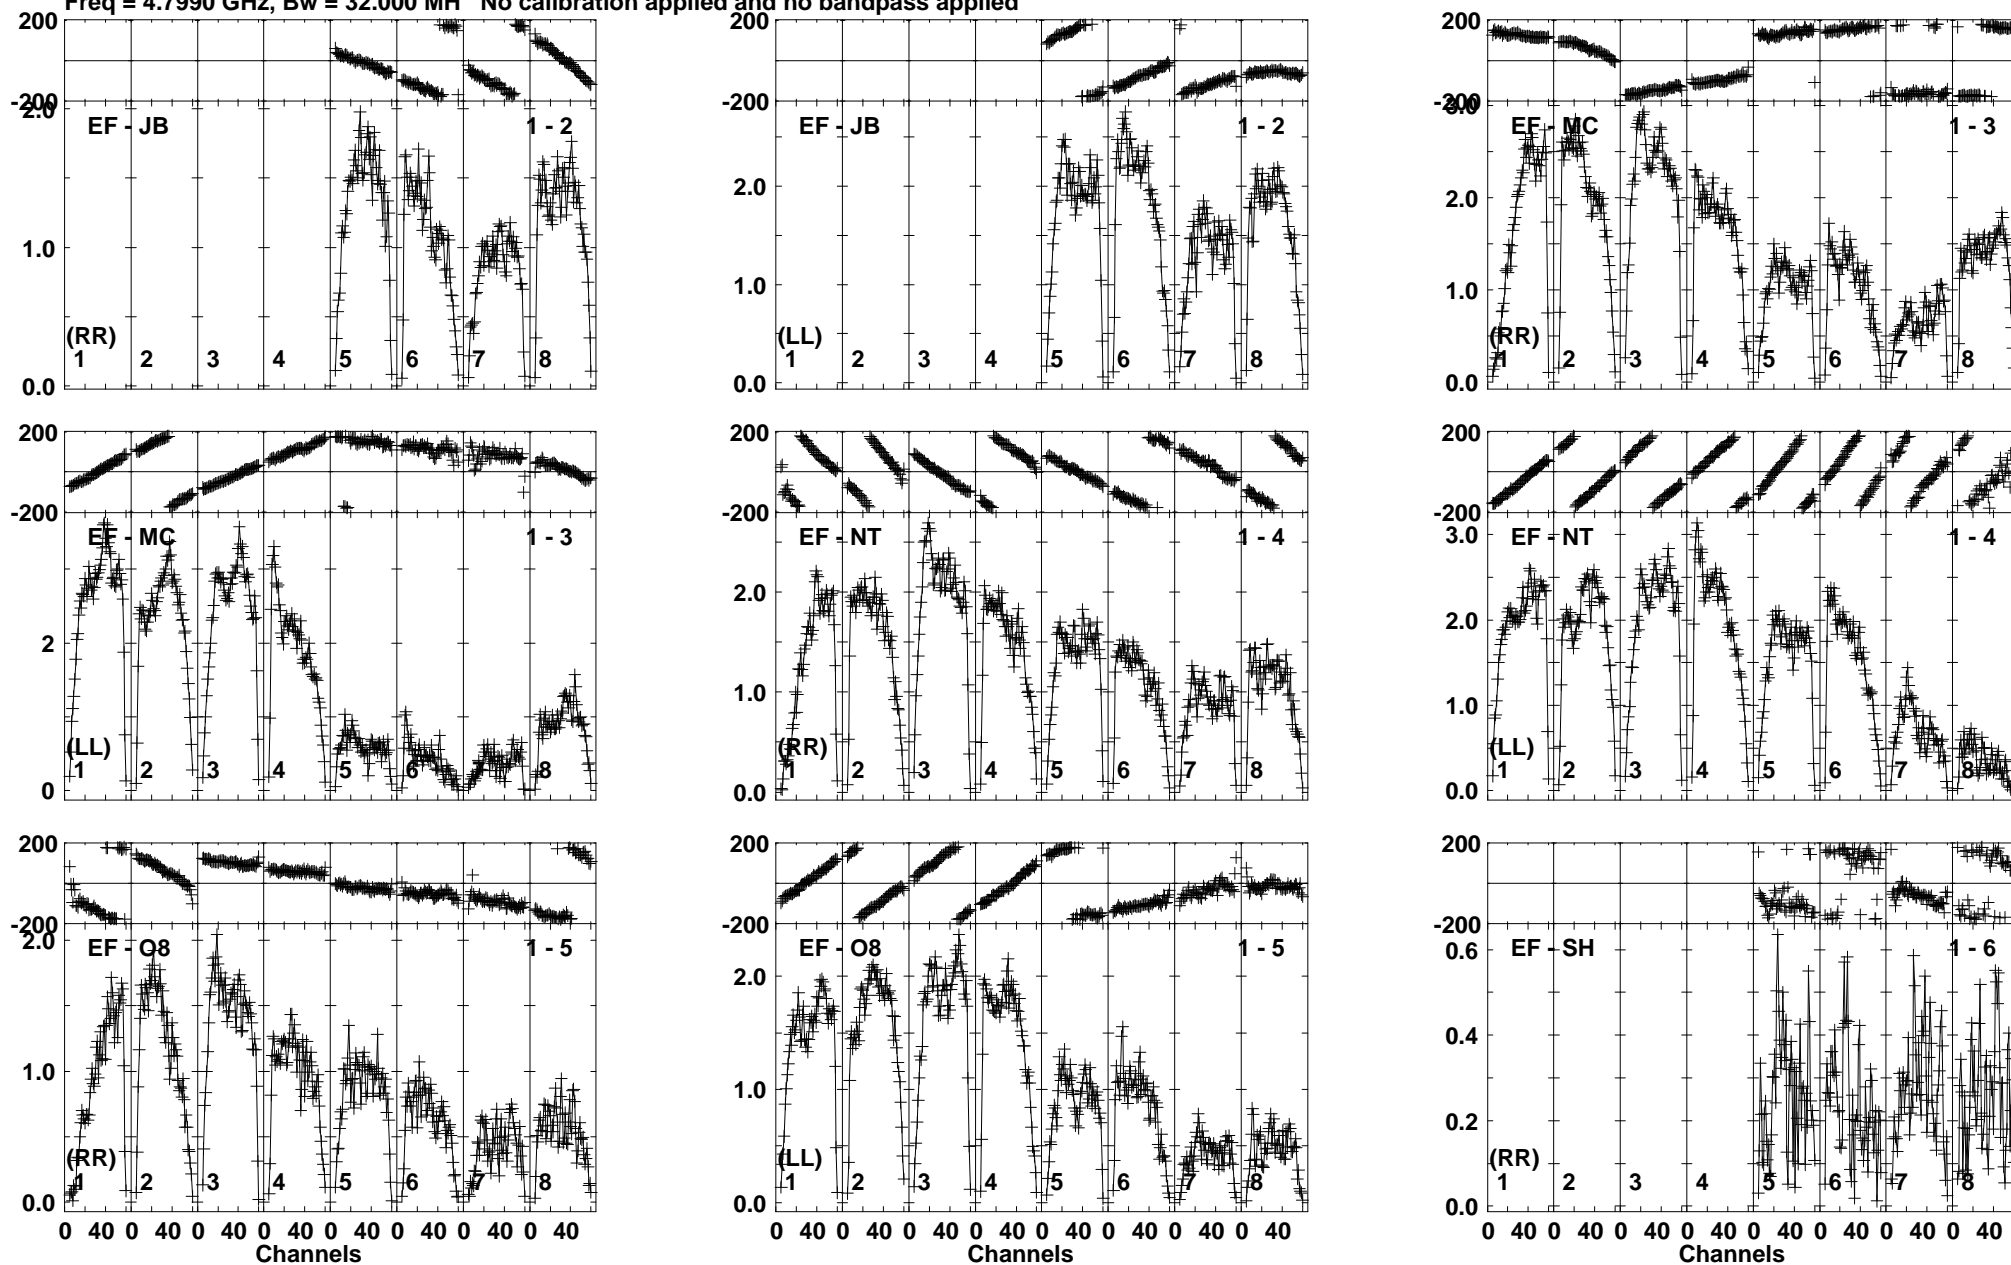 Freq = 4.7990 GHz, Bw = 32.000 MH No calibration applied and no bandpass applied
200 200 200
-200 -200 -200
EF - JB 1 - 2 EF - JB 1 - 2 EF - MC 1 - 3
2.0 3.0
2.0 2.0
1.0 1.0 1.0
(RR) (LL) (RR)
1 2 3 4 5 6 7 8 1 2 3 4 5 6 7 8 1 2 3 4 5 6 7 8
0.0 0.0 0.0
200 200 200
-200 -200 -200
EF - MC 1 - 3 EF - NT 1 - 4 EF - NT 1 - 4
3.0
2 2.0 2.0
1.0 1.0
(LL) (RR) (LL)
1 2 3 4 5 6 7 8 1 2 3 4 5 6 7 8 1 2 3 4 5 6 7 8
0 0.0 0.0
200 200 200
-200 -200 -200
EF - O8 1 - 5 EF - O8 1 - 5 EF - SH 1 - 6
2.0 2.0 0.6
0.4
1.0 1.0
0.2
(RR) (LL) (RR)
1 2 3 4 5 6 7 8 1 2 3 4 5 6 7 8 1 2 3 4 5 6 7 8
0.0 0.0 0.0
0 40 0 40 0 40 0 40 0 40 0 40 0 40 0 40 0 40 0 40 0 40 0 40 0 40 0 40 0 40 0 40 0 40 0 40 0 40 0 40 0 40 0 40 0 40 0 40
Channels Channels Channels